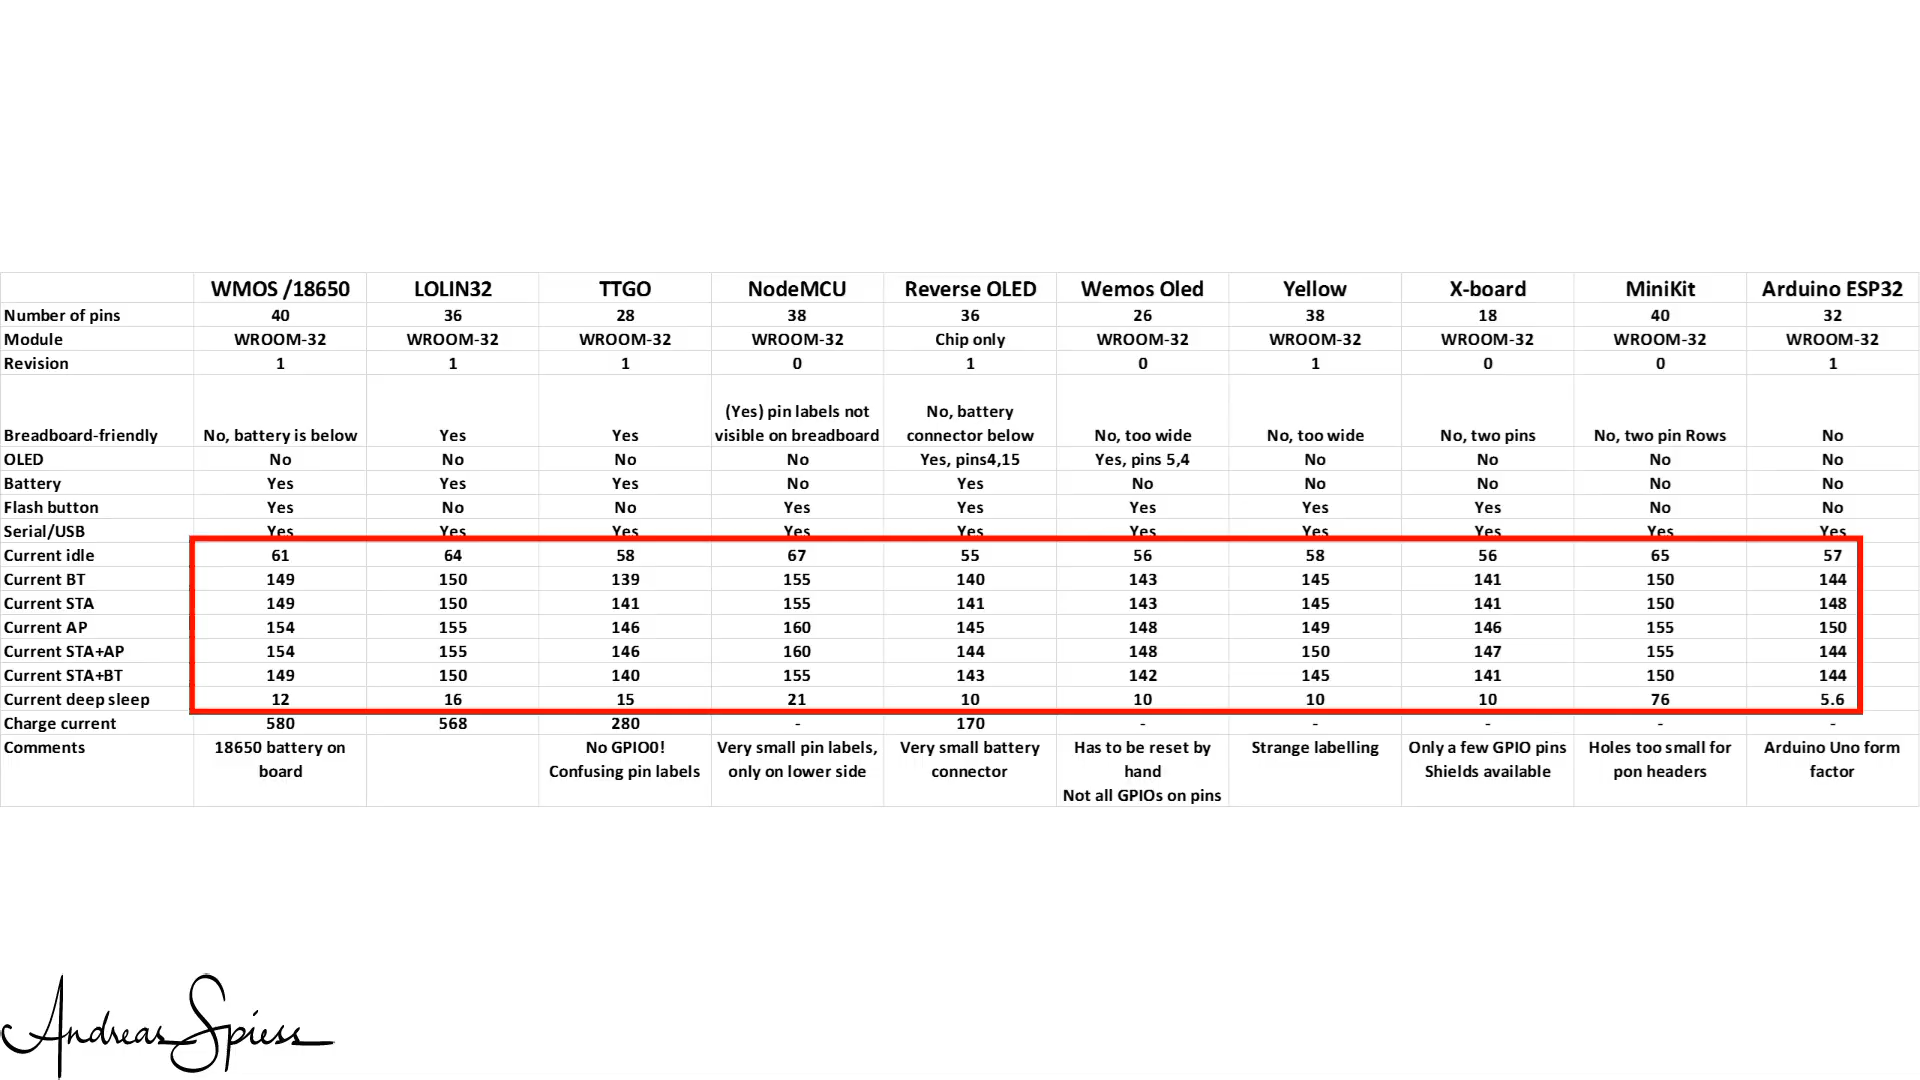 WMOS /18650 LOLIN32 TTGO NodeMCU Reverse OLED Wemos Oled Yellow X-board MiniKit Arduino ESP32
Number of pins 40 36 28 38 36 26 38 18 40 32
Module WROOM-32 WROOM-32 WROOM-32 WROOM-32 Chip only WROOM-32 WROOM-32 WROOM-32 WROOM-32 WROOM-32
Revision 1 1 1 0 1 0 1 0 0 1
(Yes) pin labels not No, battery
Breadboard-friendly No, battery is below Yes Yes visible on breadboard connector below No, too wide No, too wide No, two pins No, two pin Rows No
OLED No No No No Yes, pins4,15 Yes, pins 5,4 No No No No
Battery Yes Yes Yes No Yes No No No No No
Flash button Yes No No Yes Yes Yes Yes Yes No No
Serial/USB Yes Yes Yes Yes Yes Yes Yes Yes Yes Yes
Current idle 61 64 58 67 55 56 58 56 65 57
Current BT 149 150 139 155 140 143 145 141 150 144
Current STA 149 150 141 155 141 143 145 141 150 148
Current AP 154 155 146 160 145 148 149 146 155 150
Current STA+AP 154 155 146 160 144 148 150 147 155 144
Current STA+BT 149 150 140 155 143 142 145 141 150 144
Current deep sleep 12 16 15 21 10 10 10 10 76 5.6
Charge current 580 568 280 - 170 - - - - -
Comments 18650 battery on No GPIO0! Very small pin labels, Very small battery Has to be reset by Strange labelling Only a few GPIO pins Holes too small for Arduino Uno form
board Confusing pin labels only on lower side connector hand Shields available pon headers factor
Not all GPIOs on pins
Andreas Spiess